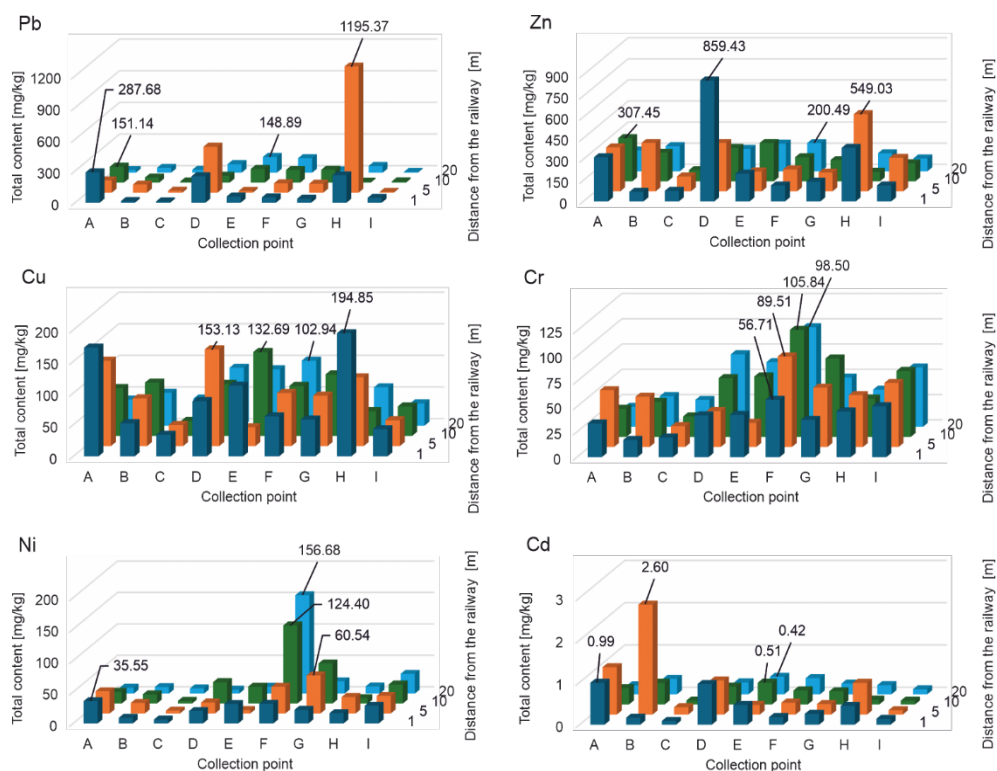 Pb
1195.37
287.68
151.14
148.89
Total content [mg/kg]
1200
900
600
300
0
A B C D E F G H I
Collection point
1 5 10 20
Distance from the railway [m]
Zn
859.43
549.03
307.45
200.49
Total content [mg/kg]
900
750
600
450
300
150
0
A B C D E F G H I
Collection point
1 5 10 20
Distance from the railway [m]
Cu
194.85
153.13
132.69
102.94
Total content [mg/kg]
200
150
100
50
0
A B C D E F G H I
Collection point
1 5 10 20
Distance from the railway [m]
Cr
98.50
105.84
89.51
56.71
Total content [mg/kg]
125
100
75
50
25
0
A B C D E F G H I
Collection point
1 5 10 20
Distance from the railway [m]
Ni
156.68
124.40
60.54
35.55
Total content [mg/kg]
200
150
100
50
0
A B C D E F G H I
Collection point
1 5 10 20
Distance from the railway [m]
Cd
2.60
0.99
0.42
0.51
Total content [mg/kg]
3
2
1
0
A B C D E F G H I
Collection point
1 5 10 20
Distance from the railway [m]